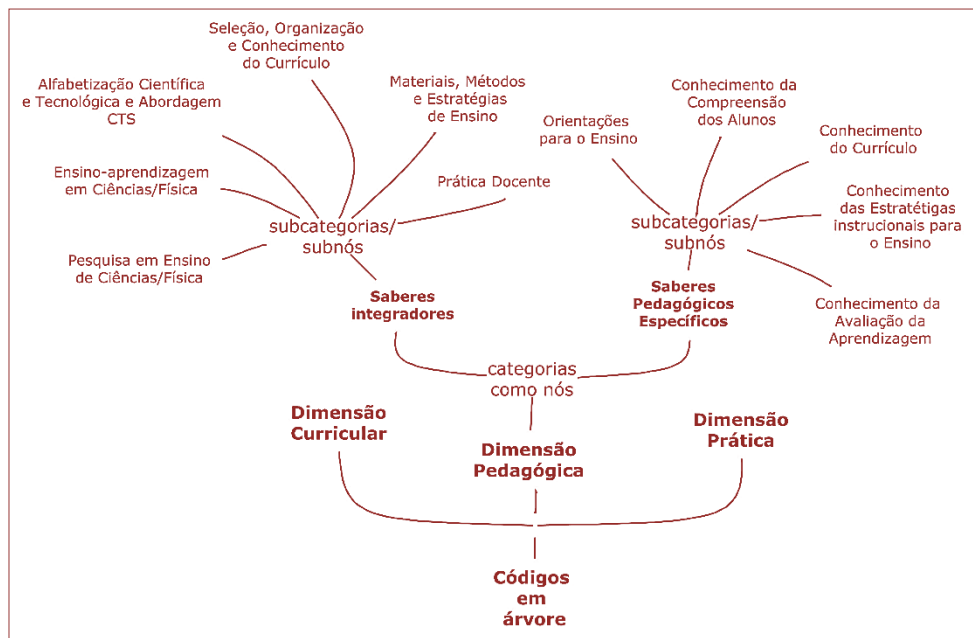 Seleção, Organização
e Conhecimento
do Currículo
Alfabetização Científica
e Tecnológica e Abordagem
CTS
Materiais, Métodos
e Estratégias
de Ensino
Ensino-aprendizagem
em Ciências/Física
Prática Docente
Pesquisa em Ensino
de Ciências/Física
subcategorias/
subnós
Saberes
integradores
Orientações
para o Ensino
Conhecimento da
Compreensão
dos Alunos
Conhecimento
do Currículo
Conhecimento
das Estratétigas
instrucionais para
o Ensino
Conhecimento da
Avaliação da
Aprendizagem
subcategorias/
subnós
Saberes
Pedagógicos
Específicos
categorias
como nós
Dimensão
Curricular
Dimensão
Pedagógica
Dimensão
Prática
Códigos
em
árvore